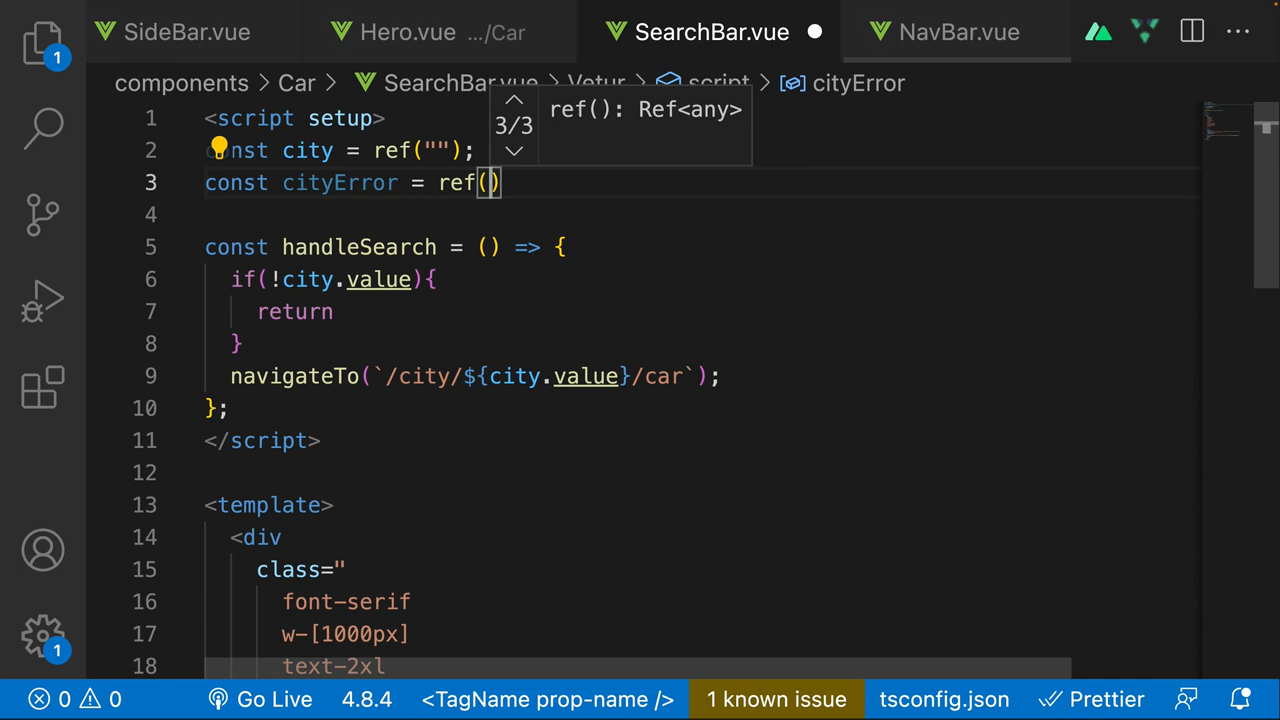 SideBar.vue
Hero.vue .../Car
SearchBar.vue
NavBar.vue
components > Car > SearchBar.vue > Vetur > script > cityError
3/3
ref(): Ref<any>
1 <script setup>
2 const city = ref("");
3 const cityError = ref()
4
5 const handleSearch = () => {
6 if(!city.value){
7 return
8 }
9 navigateTo(`/city/${city.value}/car`);
10 };
11 </script>
12
13 <template>
14 <div
15 class="
16 font-serif
17 w-[1000px]
18 text-2xl
1
1
0 0 Go Live 4.8.4 <TagName prop-name /> 1 known issue tsconfig.json Prettier